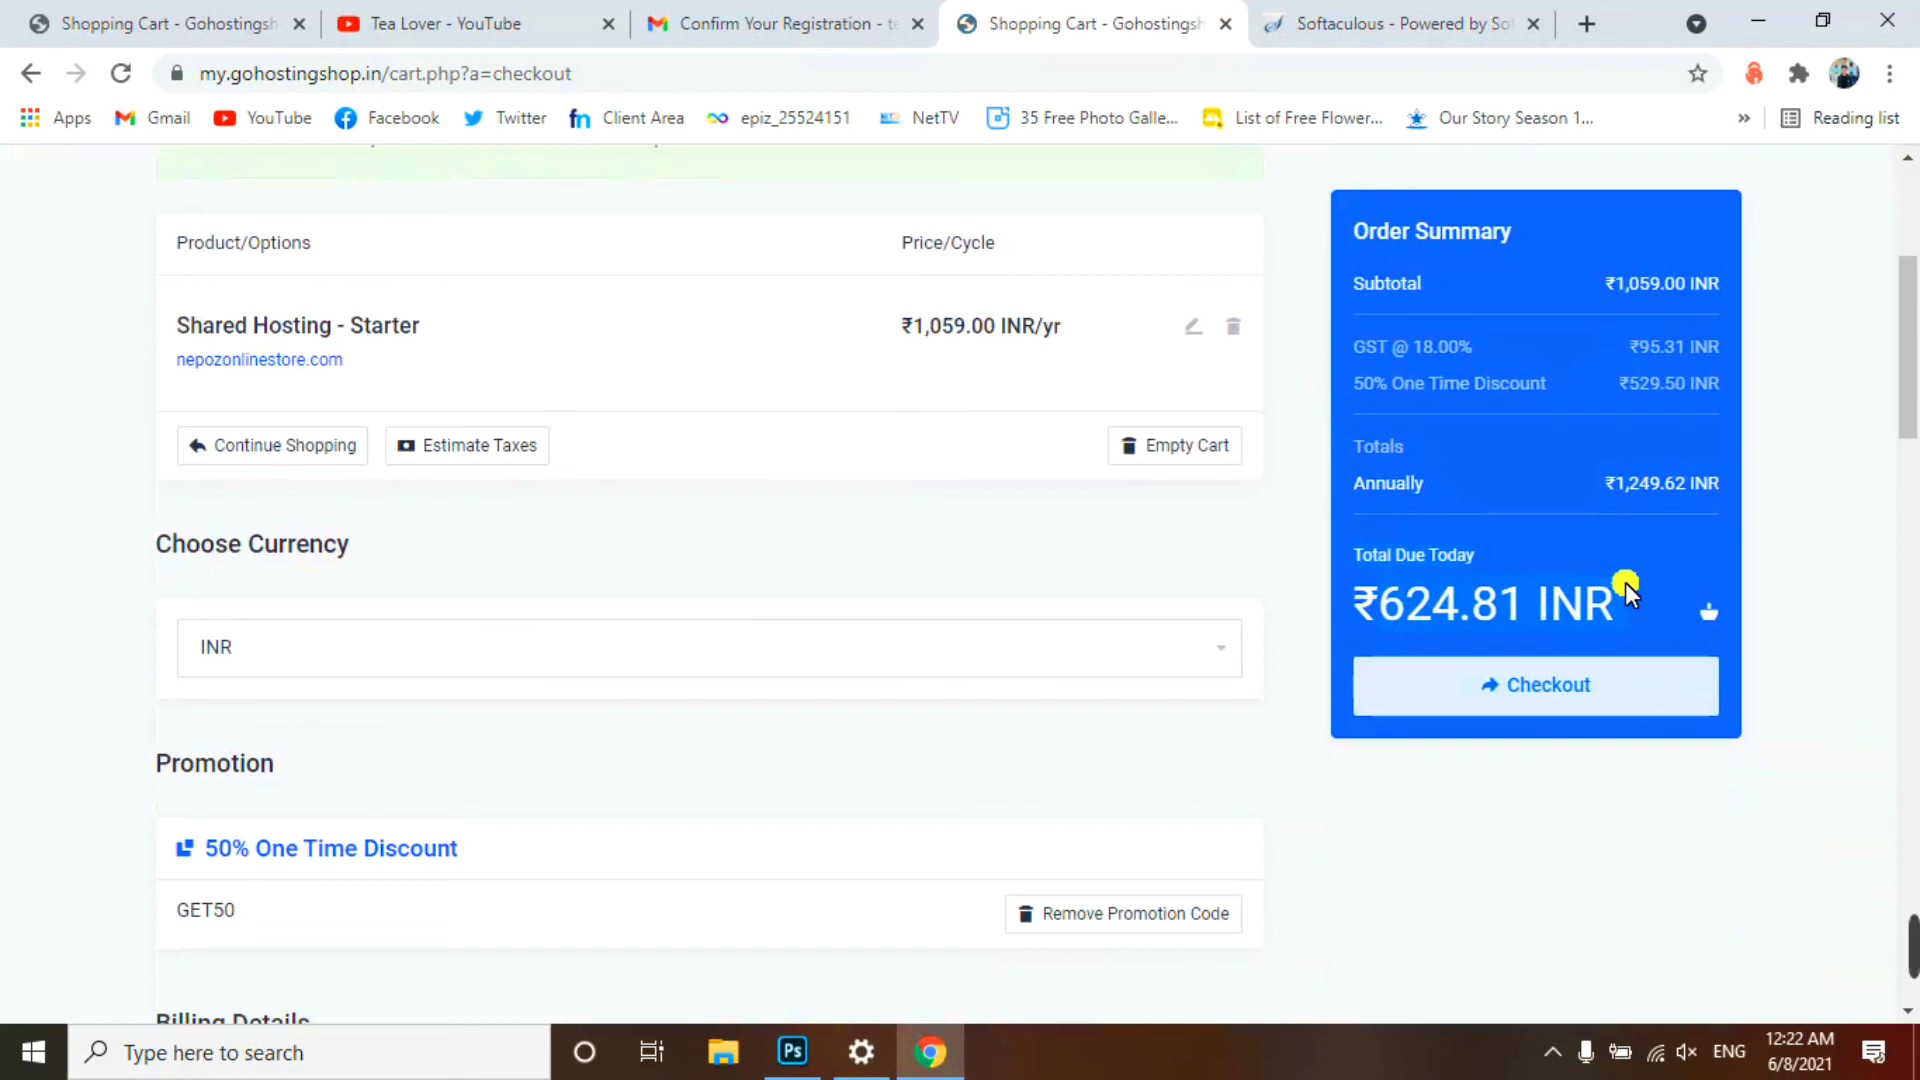 Shopping Cart - Gohostingsh
Tea Lover - YouTube
Confirm Your Registration - te
Shopping Cart - Gohostingsh
Softaculous - Powered by Sof
my.gohostingshop.in/cart.php?a=checkout
Apps
Gmail
YouTube
Facebook
Twitter
Client Area
epiz_25524151
NetTV
35 Free Photo Galle...
List of Free Flower...
Our Story Season 1...
»
Reading list
Product/Options
Price/Cycle
Shared Hosting - Starter
₹1,059.00 INR/yr
nepozonlinestore.com
Continue Shopping
Estimate Taxes
Empty Cart
Choose Currency
INR
Promotion
50% One Time Discount
GET50
Remove Promotion Code
Billing Details
Order Summary
Subtotal ₹1,059.00 INR
GST @ 18.00% ₹95.31 INR
50% One Time Discount ₹529.50 INR
Totals
Annually ₹1,249.62 INR
Total Due Today
₹624.81 INR
Checkout
Type here to search
Ps
ENG
12:22 AM
6/8/2021